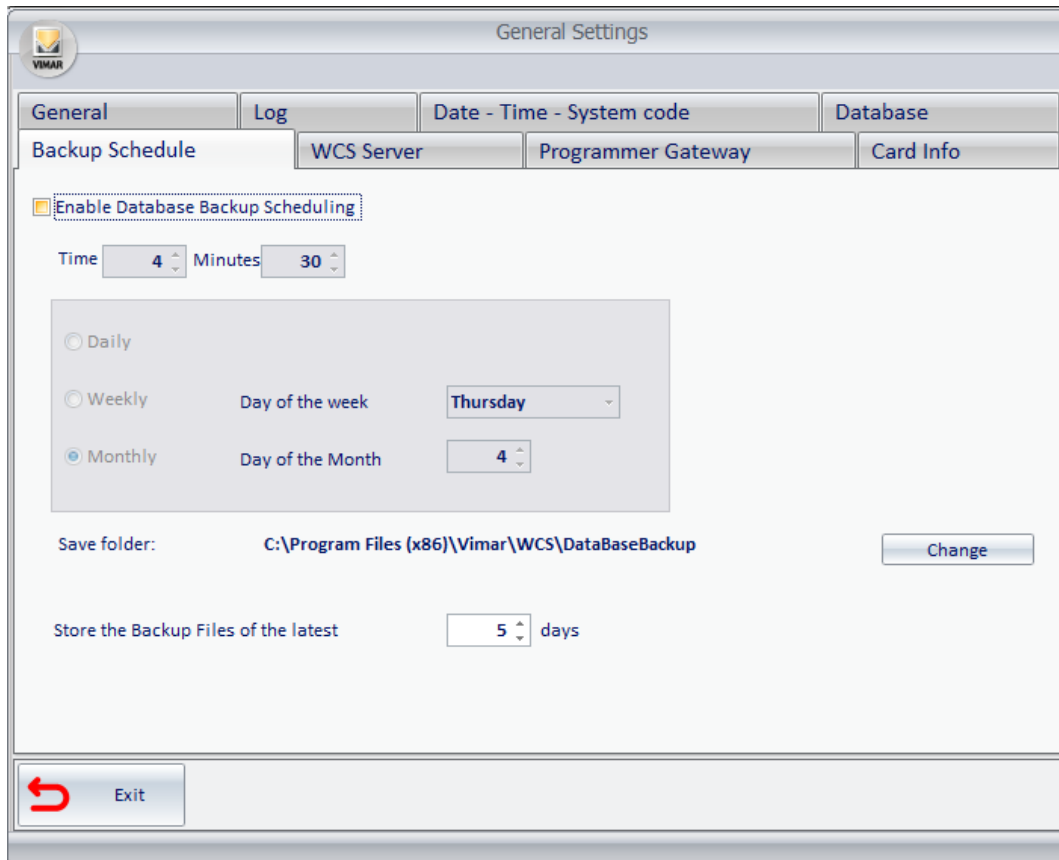 General Settings
VIMAR
General Log Date - Time - System code Database
Backup Schedule WCS Server Programmer Gateway Card Info
Enable Database Backup Scheduling
Time 4 Minutes 30
Daily
Weekly Day of the week Thursday
Monthly Day of the Month 4
Save folder: C:\Program Files (x86)\Vimar\WCS\DataBaseBackup Change
Store the Backup Files of the latest 5 days
Exit